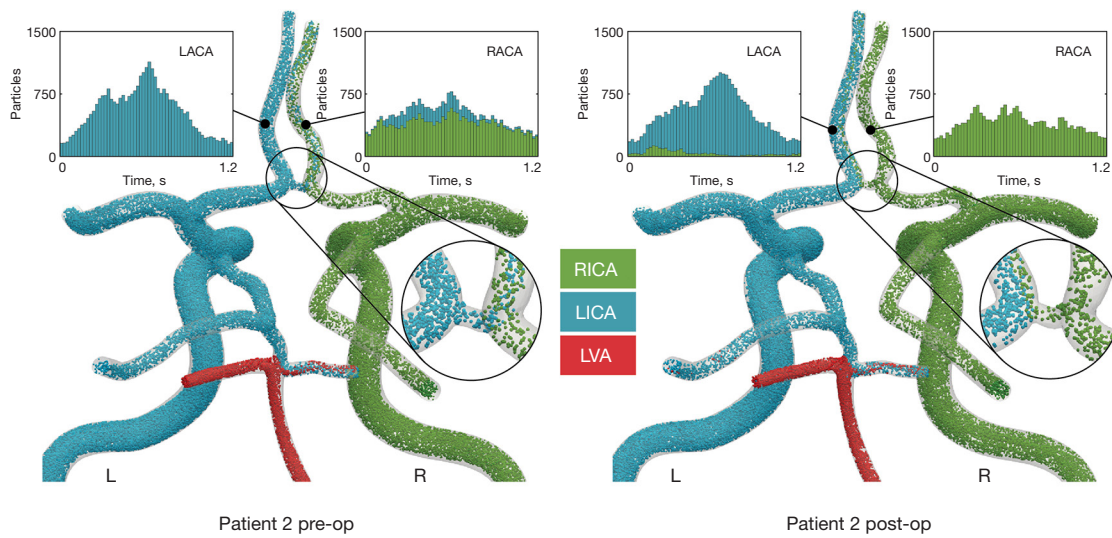 1500
LACA
Particles
750
0
0
1.2
Time, s
1500
RACA
Particles
750
0
0
1.2
Time, s
L
R
Patient 2 pre-op
RICA
LICA
LVA
1500
LACA
Particles
750
0
0
1.2
Time, s
1500
RACA
Particles
750
0
0
1.2
Time, s
L
R
Patient 2 post-op